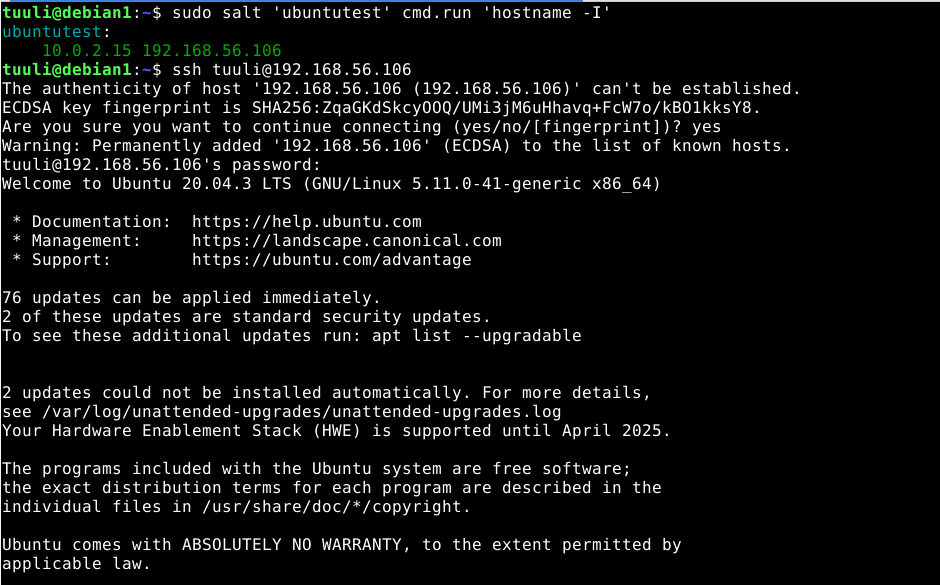 tuuli@debian1:~$ sudo salt 'ubuntutest' cmd.run 'hostname -I'
ubuntutest:
    10.0.2.15 192.168.56.106
tuuli@debian1:~$ ssh tuuli@192.168.56.106
The authenticity of host '192.168.56.106 (192.168.56.106)' can't be established.
ECDSA key fingerprint is SHA256:ZqaGKdSkcyOOQ/UMi3jM6uHhavq+FcW7o/kBO1kksY8.
Are you sure you want to continue connecting (yes/no/[fingerprint])? yes
Warning: Permanently added '192.168.56.106' (ECDSA) to the list of known hosts.
tuuli@192.168.56.106's password:
Welcome to Ubuntu 20.04.3 LTS (GNU/Linux 5.11.0-41-generic x86_64)

 * Documentation:  https://help.ubuntu.com
 * Management:     https://landscape.canonical.com
 * Support:        https://ubuntu.com/advantage

76 updates can be applied immediately.
2 of these updates are standard security updates.
To see these additional updates run: apt list --upgradable


2 updates could not be installed automatically. For more details,
see /var/log/unattended-upgrades/unattended-upgrades.log
Your Hardware Enablement Stack (HWE) is supported until April 2025.

The programs included with the Ubuntu system are free software;
the exact distribution terms for each program are described in the
individual files in /usr/share/doc/*/copyright.

Ubuntu comes with ABSOLUTELY NO WARRANTY, to the extent permitted by
applicable law.